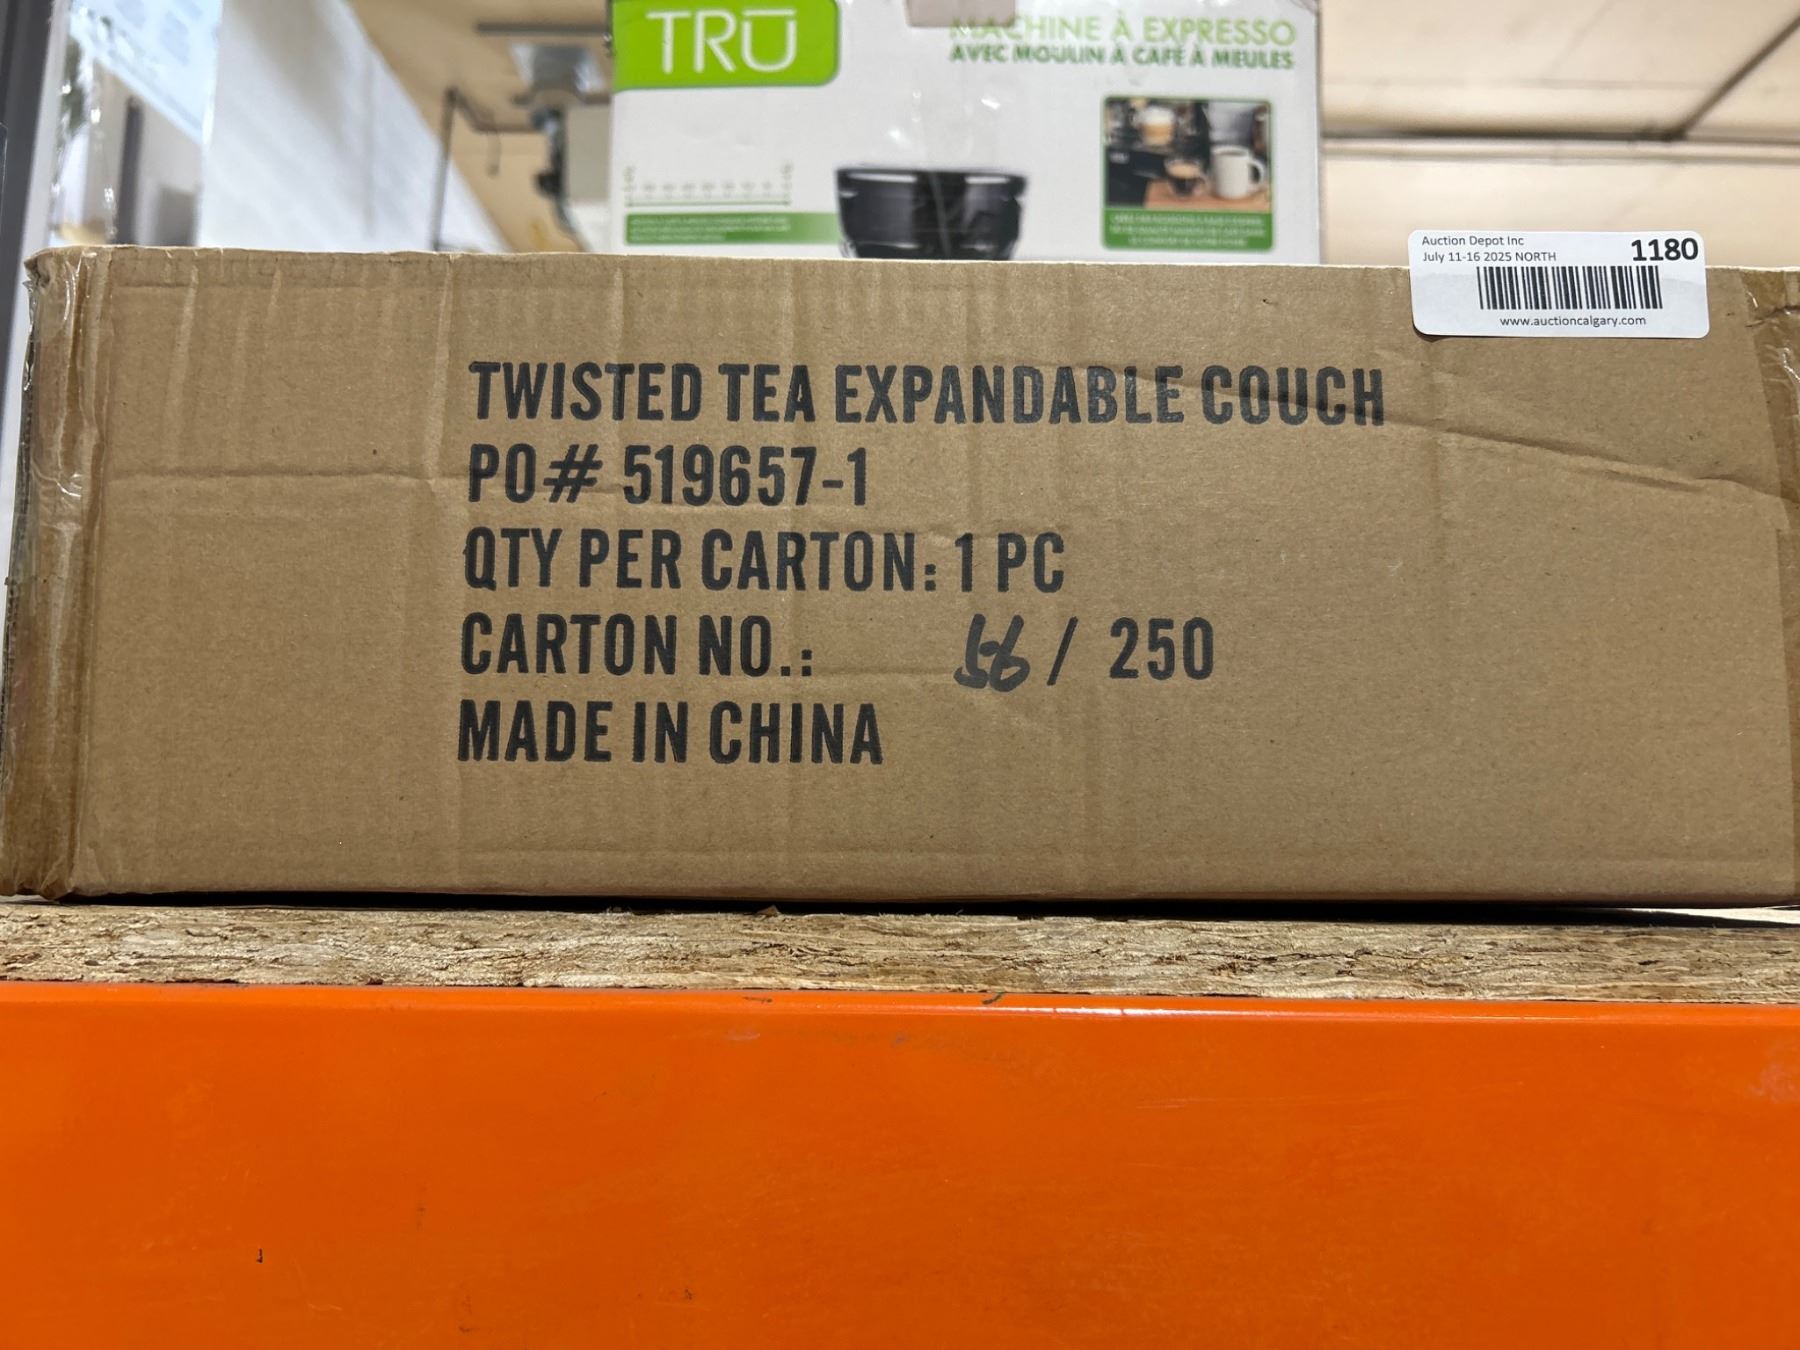 TRŪ
MACHINE À EXPRESSO
AVEC MOULIN À CAFÉ À MEULES
Auction Depot Inc
1180
July 11-16 2025 NORTH
www.auctioncalgary.com
TWISTED TEA EXPANDABLE COUCH
PO# 519657-1
QTY PER CARTON: 1 PC
CARTON NO.: 56 / 250
MADE IN CHINA